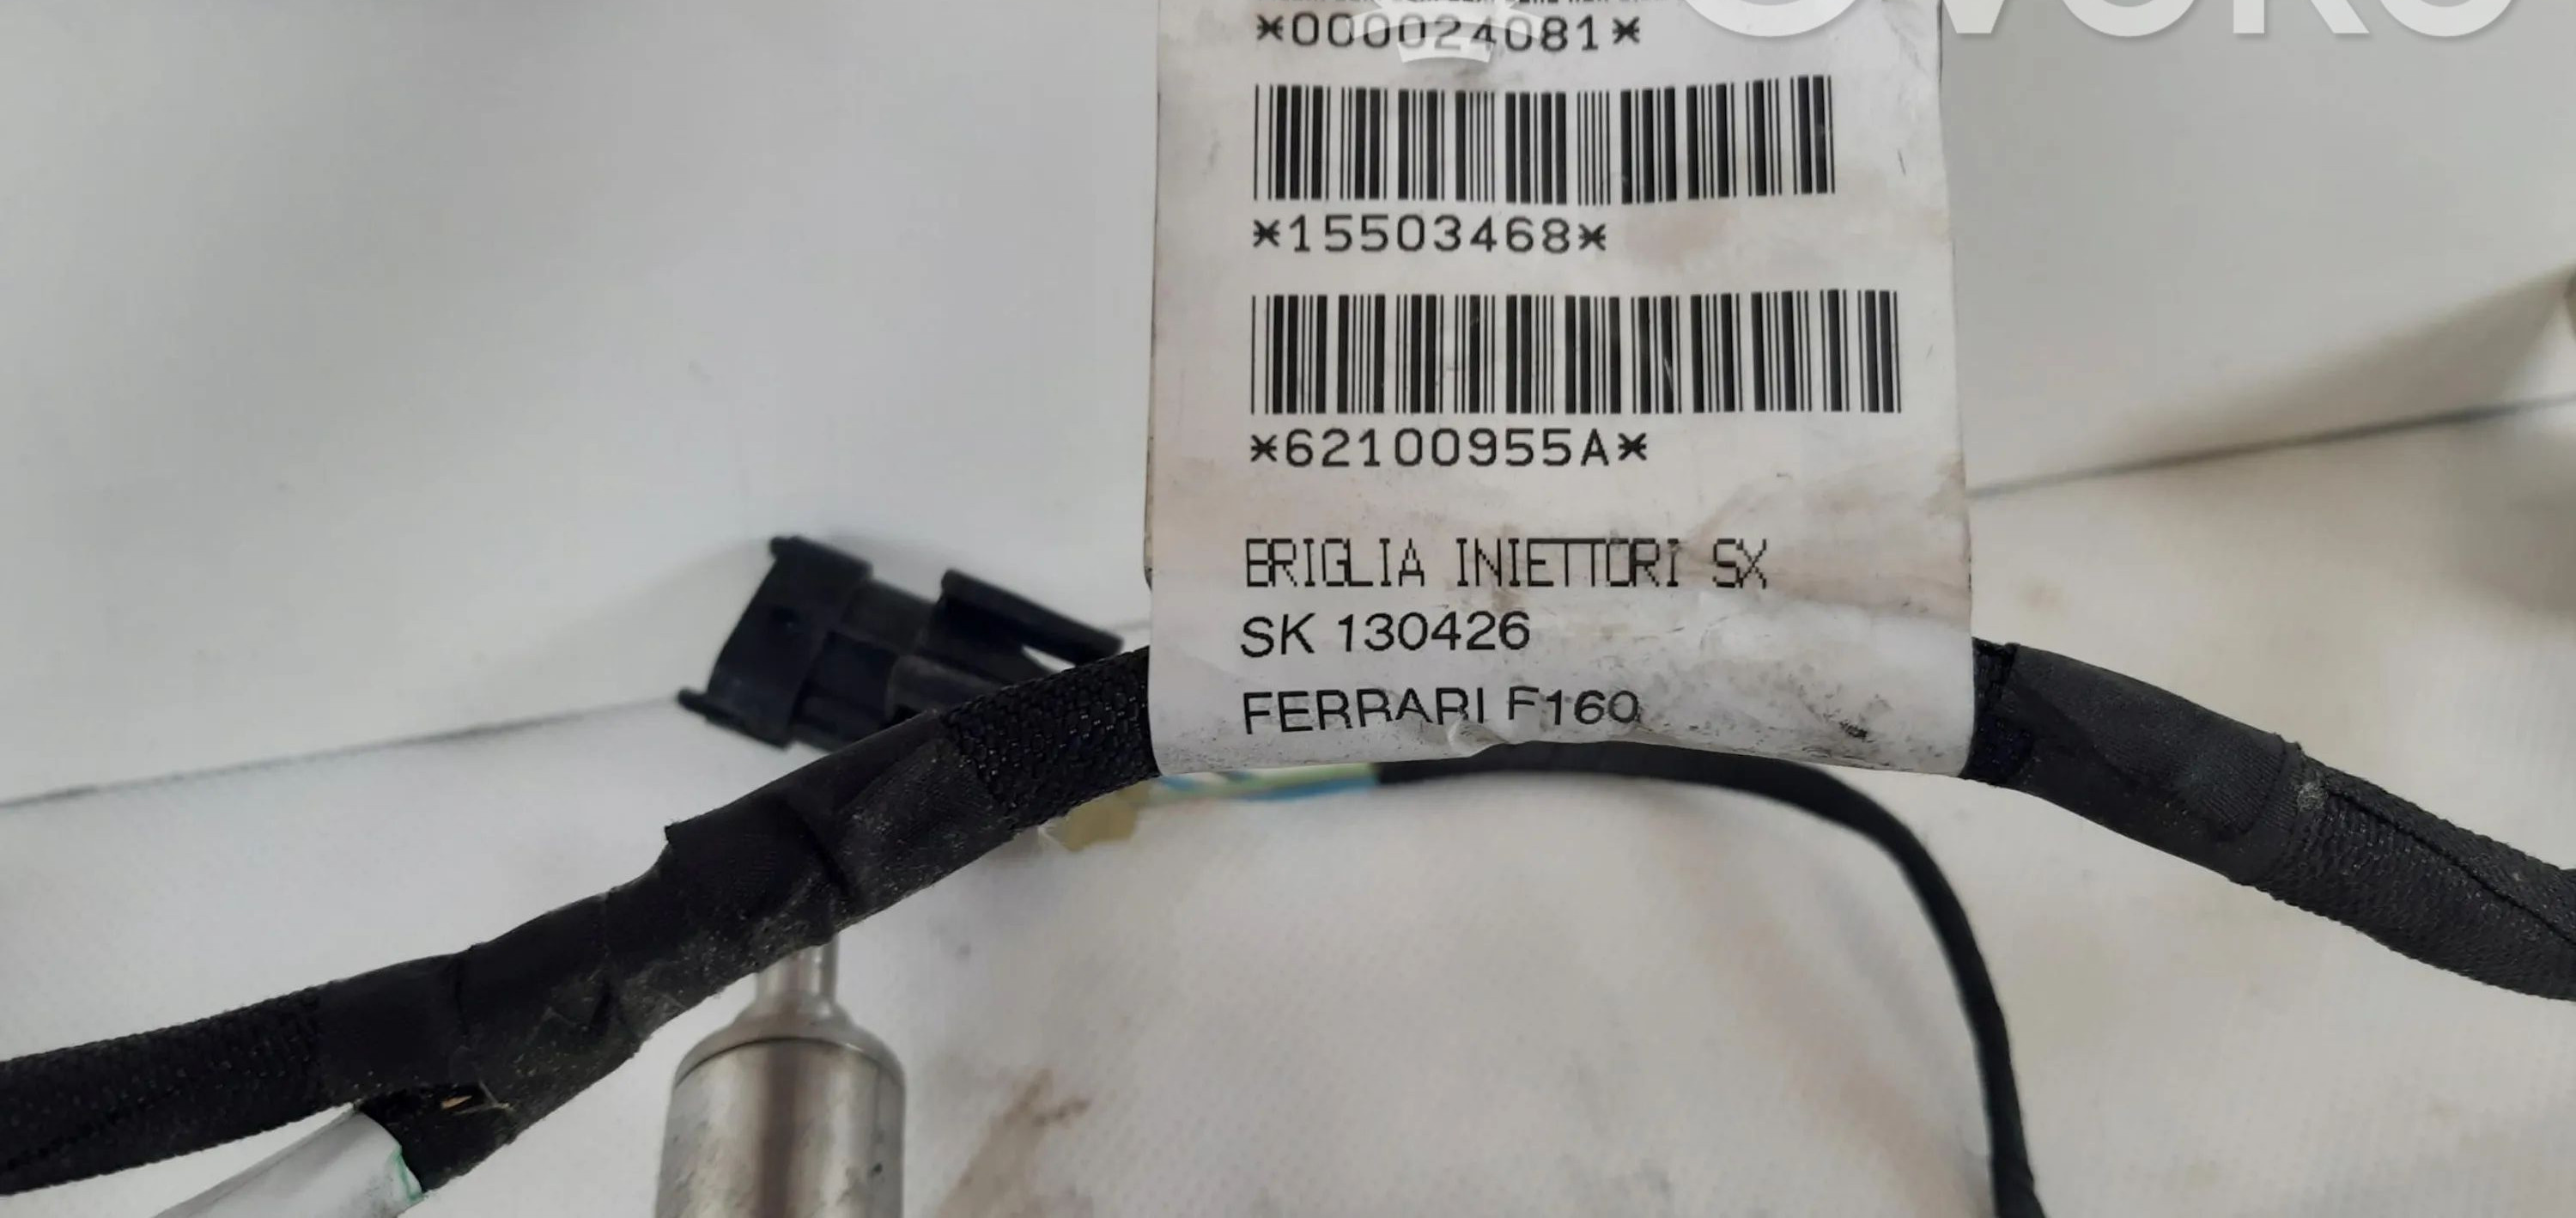 *000024081*
*15503468*
*62100955A*
BRIGLIA INIETTORI SX
SK 130426
FERRARI F160